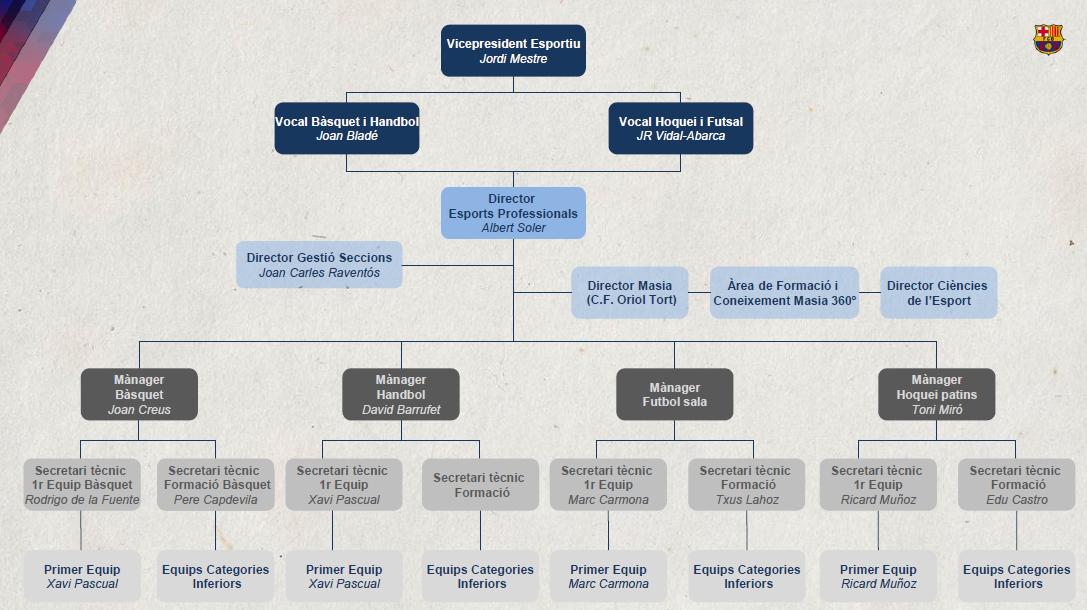 Vicepresident Esportiu
Jordi Mestre
Vocal Bàsquet i Handbol
Joan Bladé
Vocal Hoquei i Futsal
JR Vidal-Abarca
Director
Esports Professionals
Albert Soler
Director Gestió Seccions
Joan Carles Raventós
Director Masia
(C.F. Oriol Tort)
Àrea de Formació i
Coneixement Masia 360º
Director Ciències
de l'Esport
Mànager
Bàsquet
Joan Creus
Mànager
Handbol
David Barrufet
Mànager
Futbol sala
Mànager
Hoquei patins
Toni Miró
Secretari tècnic
1r Equip Bàsquet
Rodrigo de la Fuente
Secretari tècnic
Formació Bàsquet
Pere Capdevila
Secretari tècnic
1r Equip
Xavi Pascual
Secretari tècnic
Formació
Secretari tècnic
1r Equip
Marc Carmona
Secretari tècnic
Formació
Txus Lahoz
Secretari tècnic
1r Equip
Ricard Muñoz
Secretari tècnic
Formació
Edu Castro
Primer Equip
Xavi Pascual
Equips Categories
Inferiors
Primer Equip
Xavi Pascual
Equips Categories
Inferiors
Primer Equip
Marc Carmona
Equips Categories
Inferiors
Primer Equip
Ricard Muñoz
Equips Categories
Inferiors